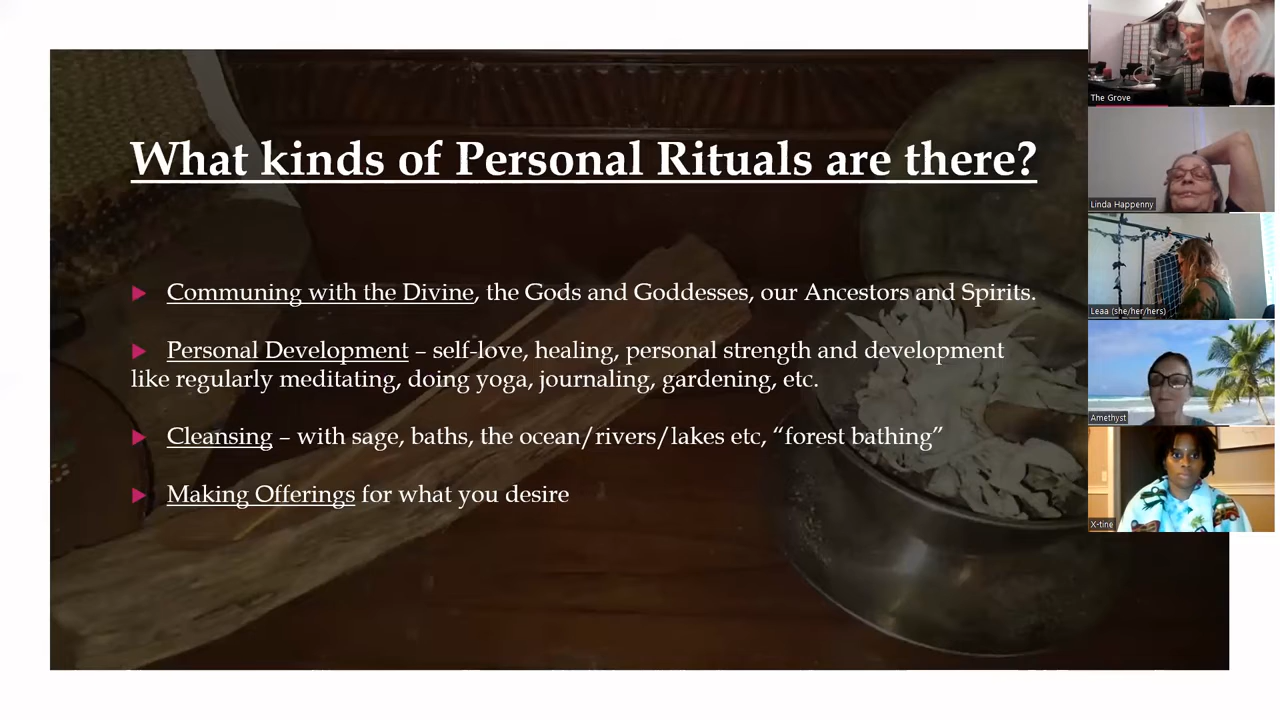 What kinds of Personal Rituals are there?
Communing with the Divine, the Gods and Goddesses, our Ancestors and Spirits.
Personal Development – self-love, healing, personal strength and development
like regularly meditating, doing yoga, journaling, gardening, etc.
Cleansing – with sage, baths, the ocean/rivers/lakes etc, “forest bathing”
Making Offerings for what you desire
The Grove
Linda Happenny
Leaa (she/her/hers)
Amethyst
X-tine